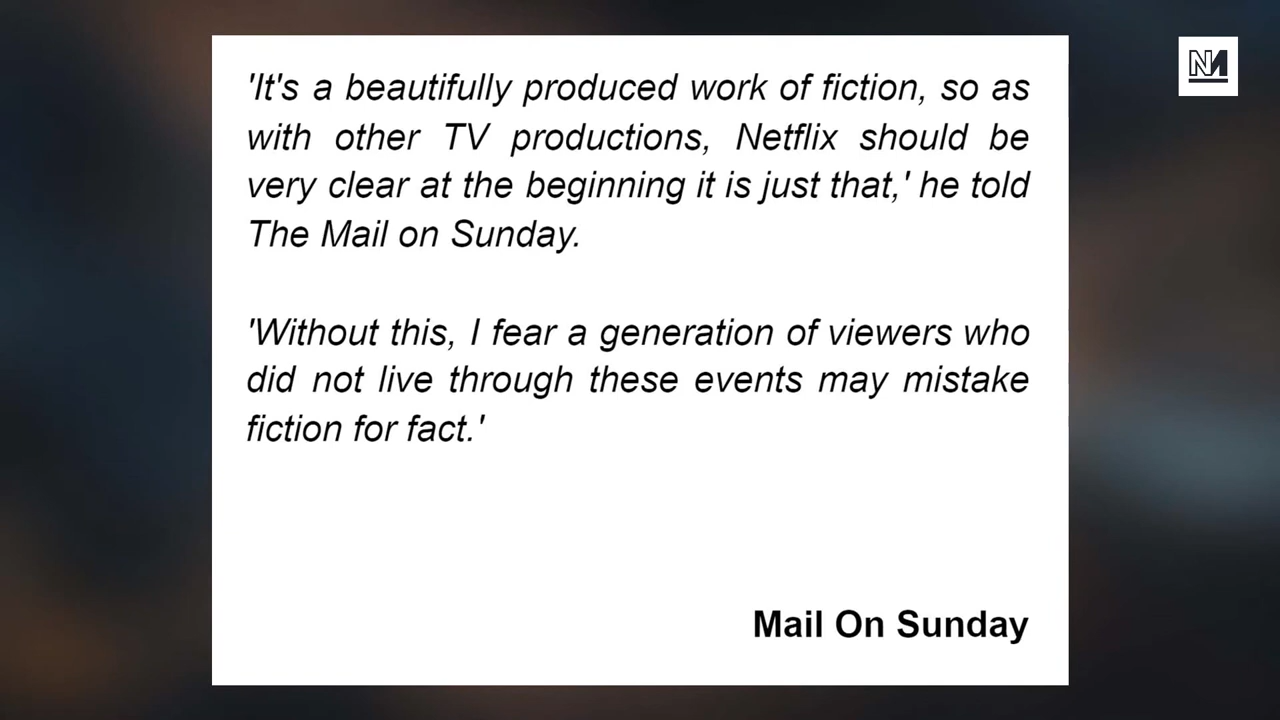 'It's a beautifully produced work of fiction, so as
with other TV productions, Netflix should be
very clear at the beginning it is just that,' he told
The Mail on Sunday.
'Without this, I fear a generation of viewers who
did not live through these events may mistake
fiction for fact.'
Mail On Sunday
NM